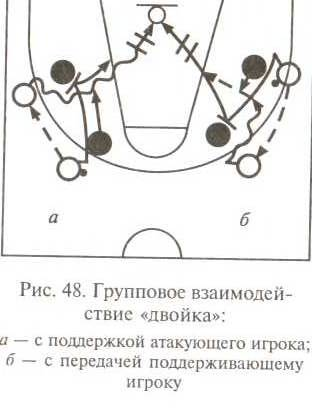 а
б
Рис. 48. Групповое взаимодей-
ствие «двойка»:
а — с поддержкой атакующего игрока;
б — с передачей поддерживающему
игроку